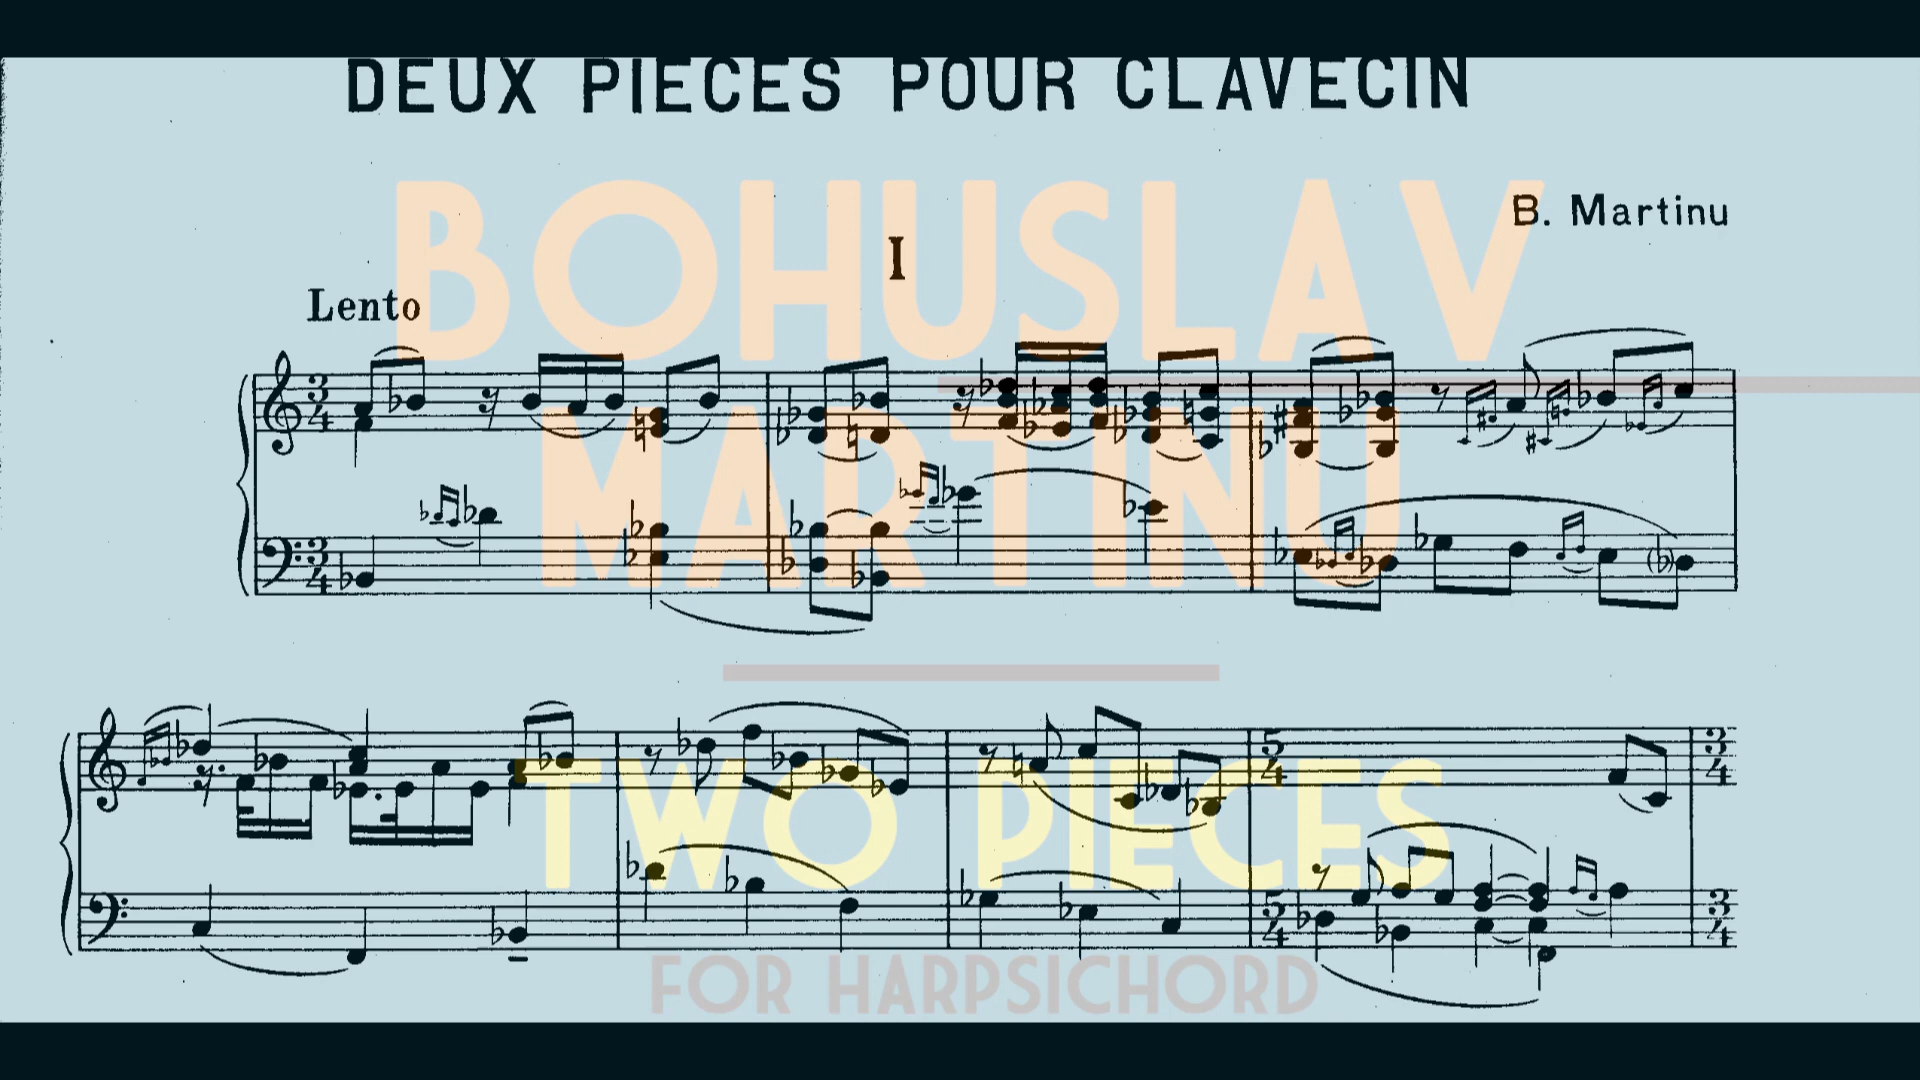 DEUX PIECES POUR CLAVECIN
BOHUSLAV
B. Martinu
I
Lento
MARTINU
TWO PIECES
FOR HARPSICHORD